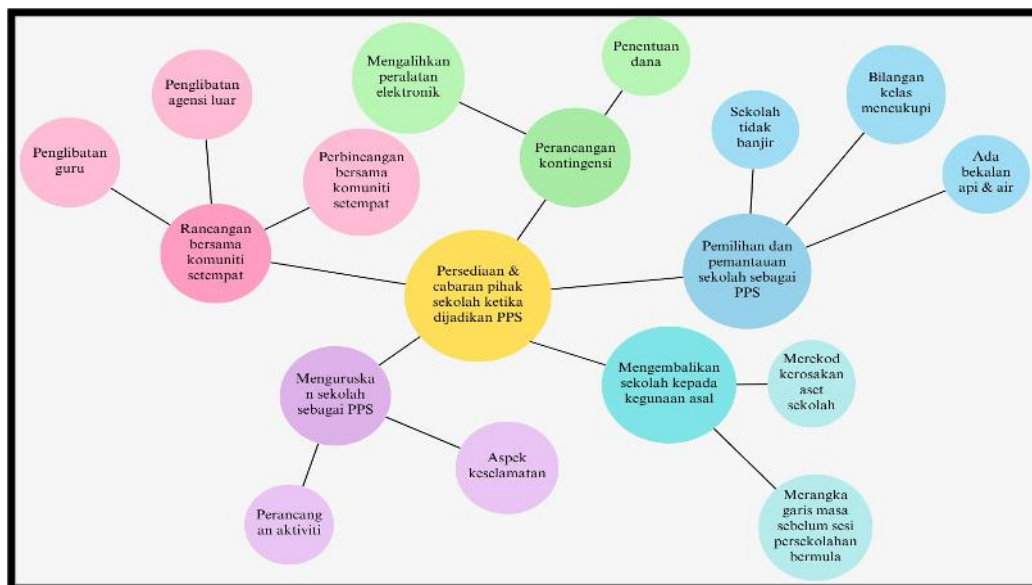 Mengalihkan
peralatan
elektronik
Penentuan
dana
Perancangan
kontingensi
Penglibatan
agensi luar
Penglibatan
guru
Perbincangan
bersama
komuniti
setempat
Rancangan
bersama
komuniti
setempat
Bilangan
kelas
mencukupi
Sekolah
tidak
banjir
Ada
bekalan
api & air
Pemilihan dan
pemantauan
sekolah sebagai
PPS
Persediaan &
cabaran pihak
sekolah ketika
dijadikan PPS
Menguruska
n sekolah
sebagai PPS
Aspek
keselamatan
Perancang
an aktiviti
Mengembalikan
sekolah kepada
kegunaan asal
Merekod
kerosakan
aset
sekolah
Merangka
garis masa
sebelum sesi
persekolahan
bermula